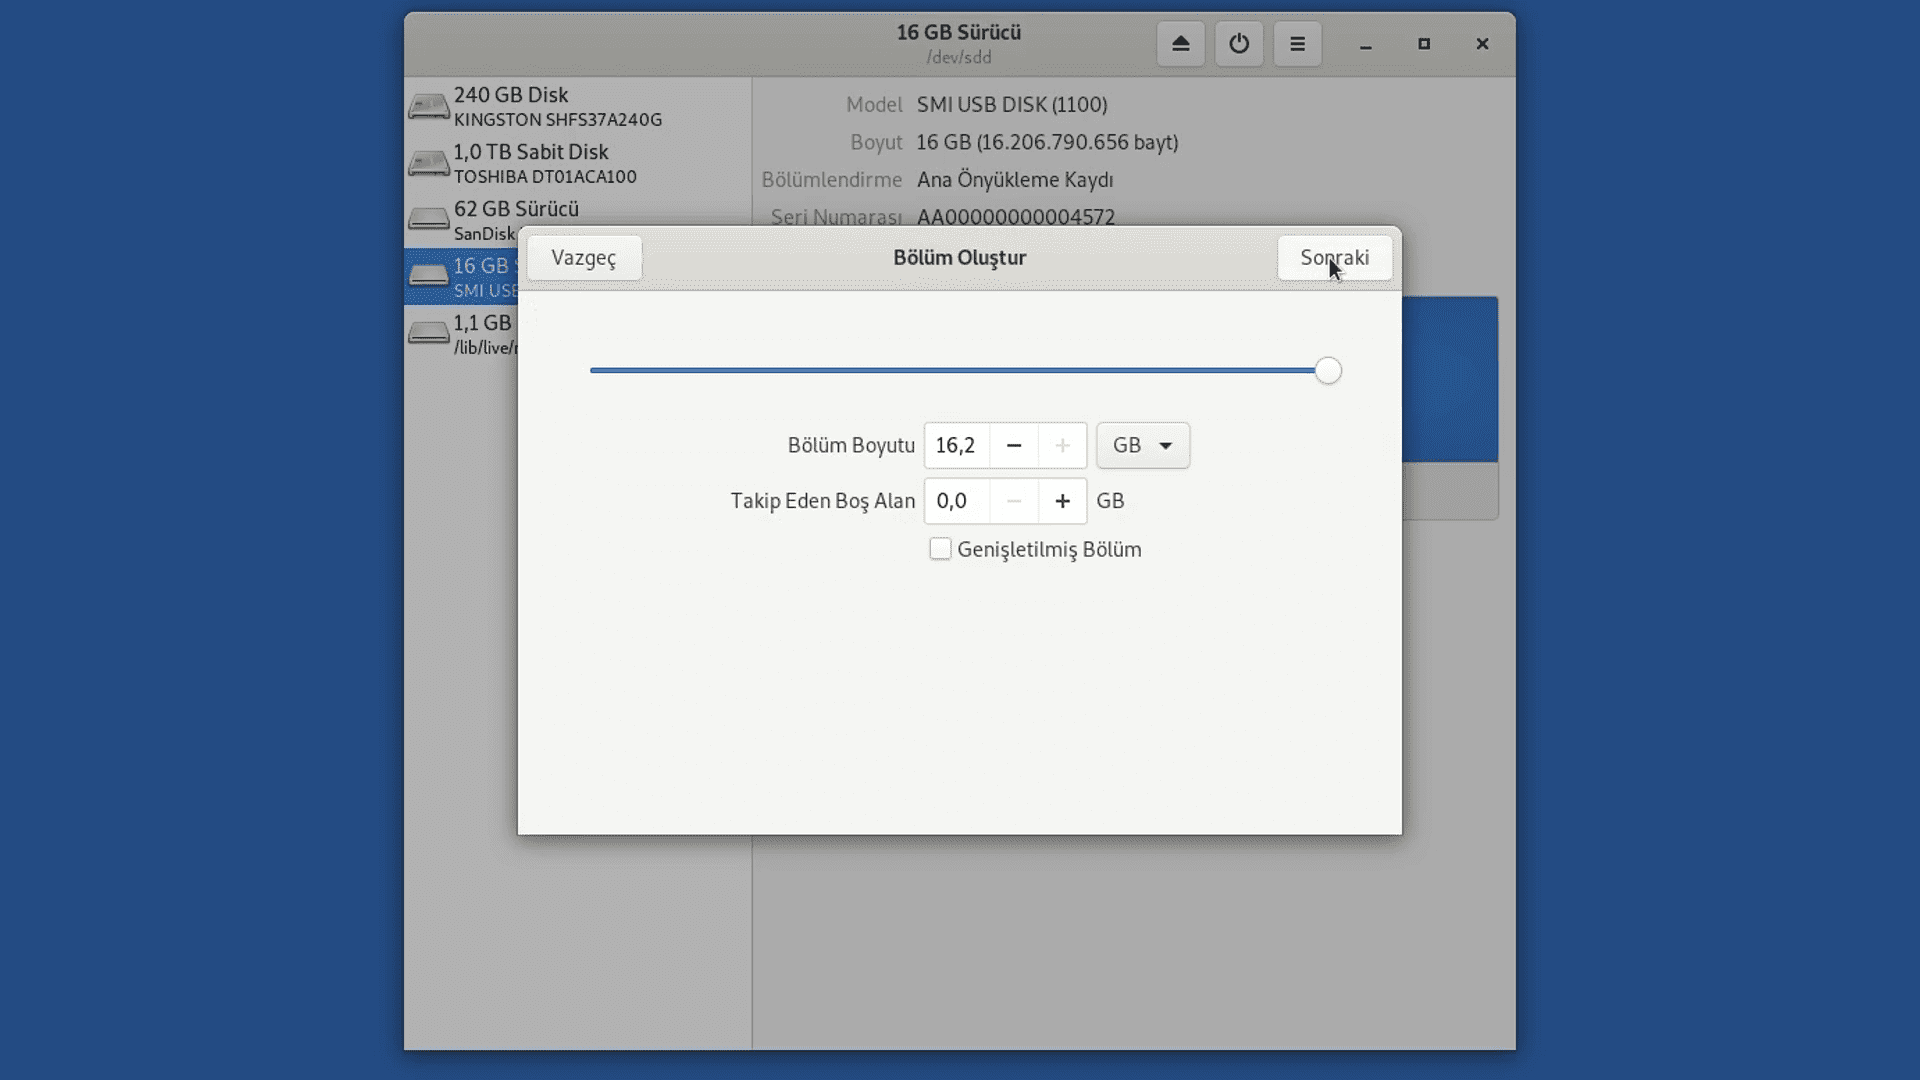 16 GB Sürücü
/dev/sdd
240 GB Disk
KINGSTON SHFS37A240G
1,0 TB Sabit Disk
TOSHIBA DT01ACA100
62 GB Sürücü
SanDisk
16 GB
SMI USB
1,1 GB
/lib/live/
Model SMI USB DISK (1100)
Boyut 16 GB (16.206.790.656 bayt)
Bölümlendirme Ana Önyükleme Kaydı
Seri Numarası AA00000000004572
Vazgeç
Bölüm Oluştur
Sonraki
Bölüm Boyutu 16,2 − + GB
Takip Eden Boş Alan 0,0 − + GB
Genişletilmiş Bölüm